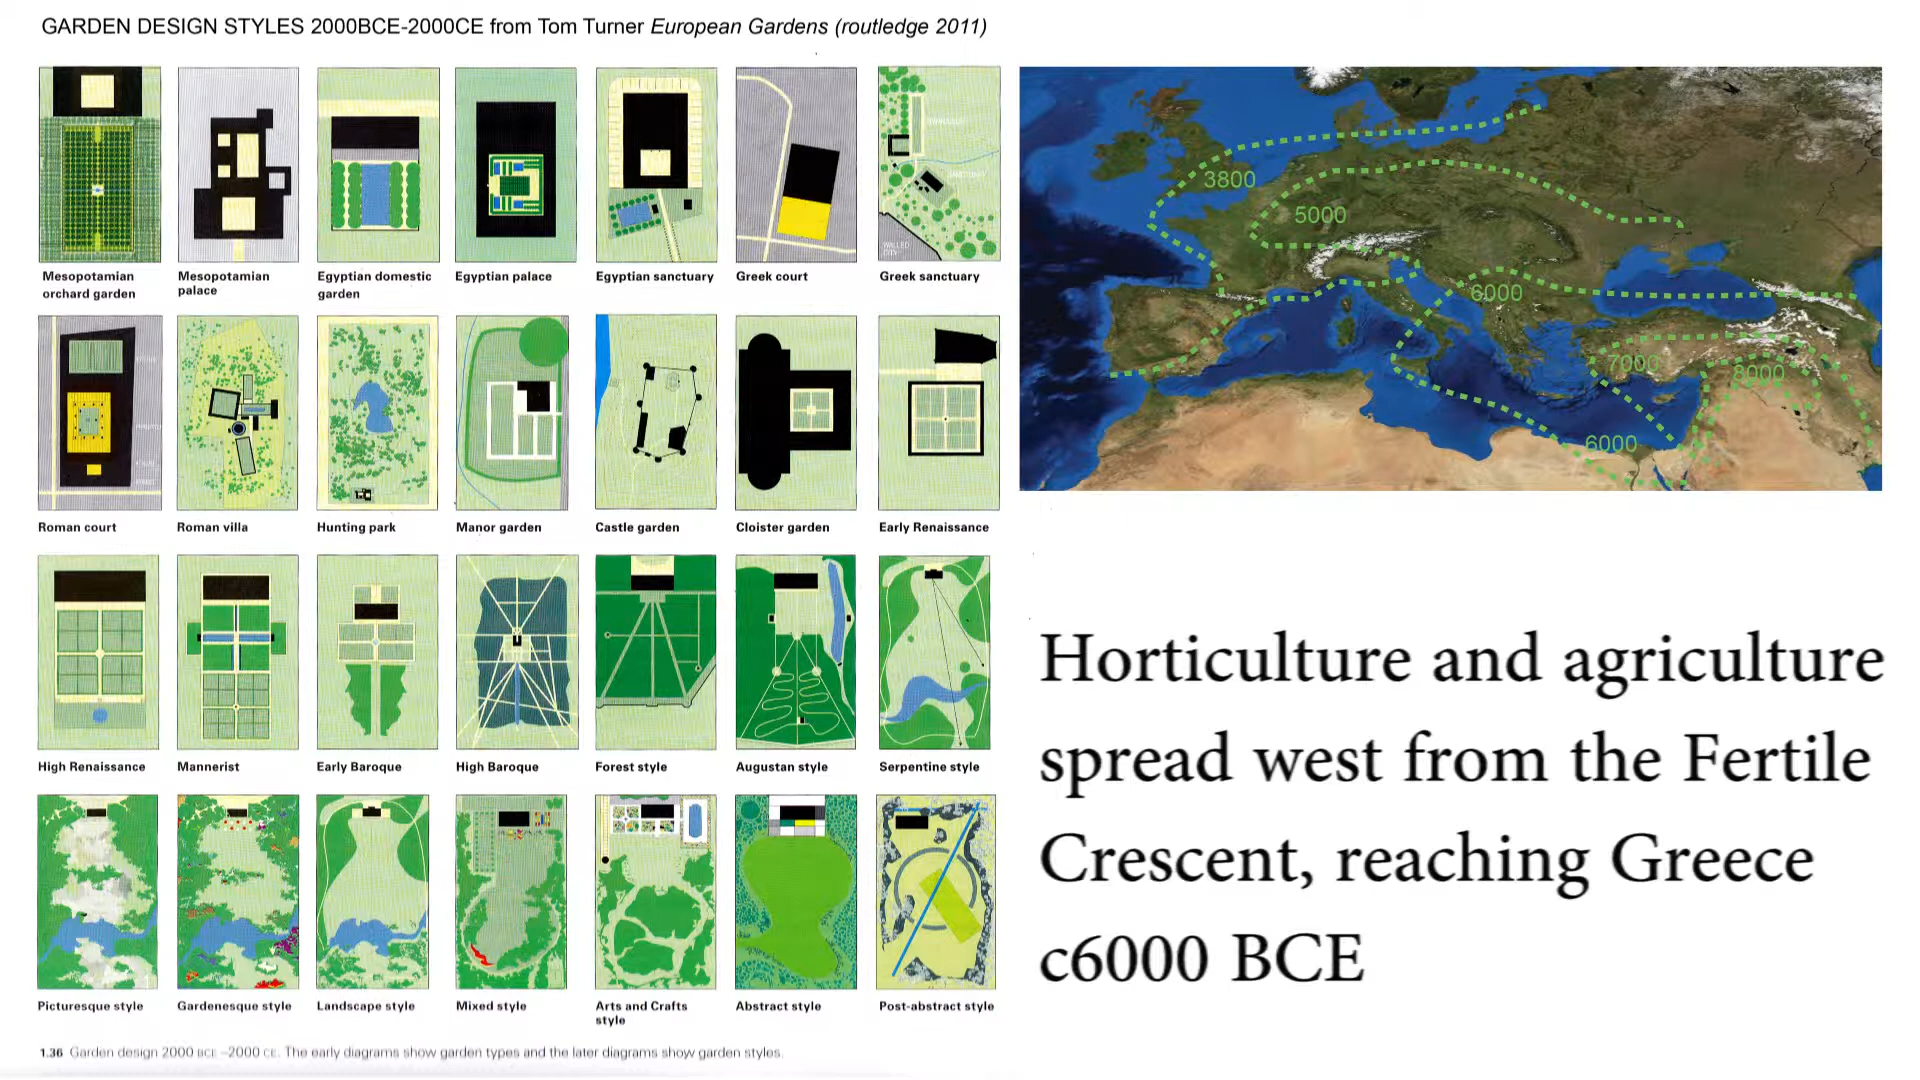 GARDEN DESIGN STYLES 2000BCE-2000CE from Tom Turner European Gardens (routledge 2011)
Mesopotamian
orchard garden
Mesopotamian
palace
Egyptian domestic
garden
Egyptian palace
Egyptian sanctuary
Greek court
SANCTUARY
WALLED
CITY
Greek sanctuary
Roman court
Roman villa
Hunting park
Manor garden
Castle garden
Cloister garden
Early Renaissance
High Renaissance
Mannerist
Early Baroque
High Baroque
Forest style
Augustan style
Serpentine style
Picturesque style
Gardenesque style
Landscape style
Mixed style
Arts and Crafts
style
Abstract style
Post-abstract style
1.36 Garden design 2000 BCE –2000 CE. The early diagrams show garden types and the later diagrams show garden styles.
3800
5000
6000
7000
8000
6000
Horticulture and agriculture
spread west from the Fertile
Crescent, reaching Greece
c6000 BCE